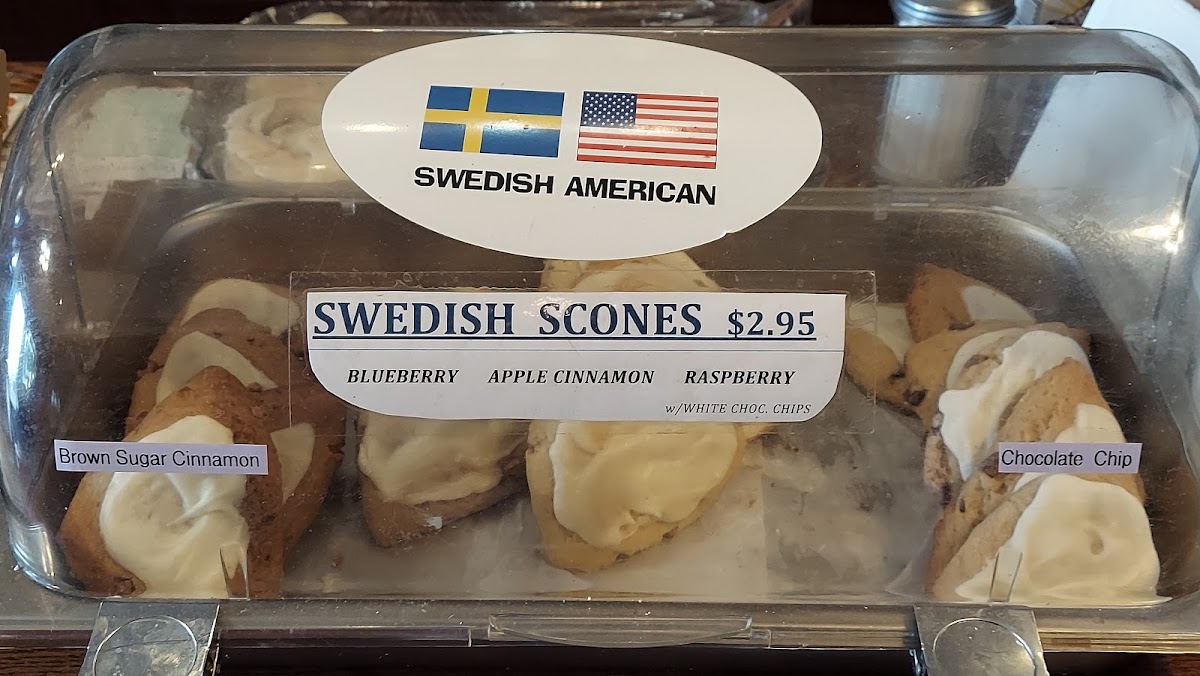 SWEDISH AMERICAN
SWEDISH SCONES $2.95
BLUEBERRY APPLE CINNAMON RASPBERRY
w/WHITE CHOC. CHIPS
Brown Sugar Cinnamon
Chocolate Chip